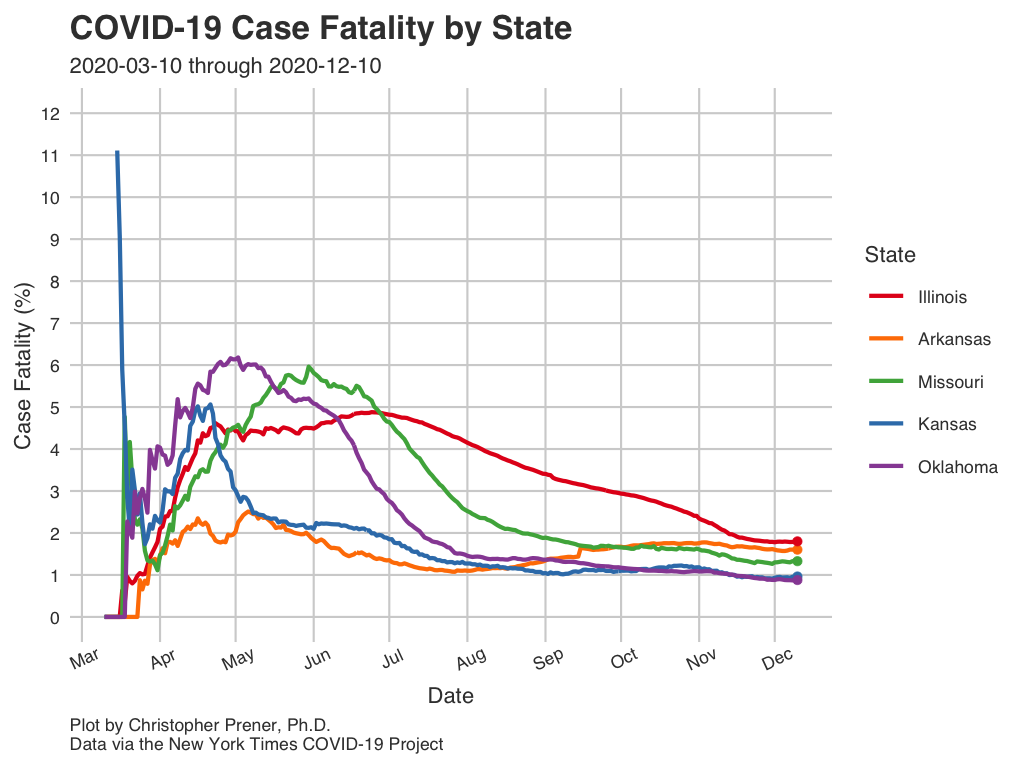 COVID-19 Case Fatality by State
2020-03-10 through 2020-12-10
12
11
10
9
8
7
6
5
4
3
2
1
0
Case Fatality (%)
Mar
Apr
May
Jun
Jul
Aug
Sep
Oct
Nov
Dec
Date
State
Illinois
Arkansas
Missouri
Kansas
Oklahoma
Plot by Christopher Prener, Ph.D.
Data via the New York Times COVID-19 Project